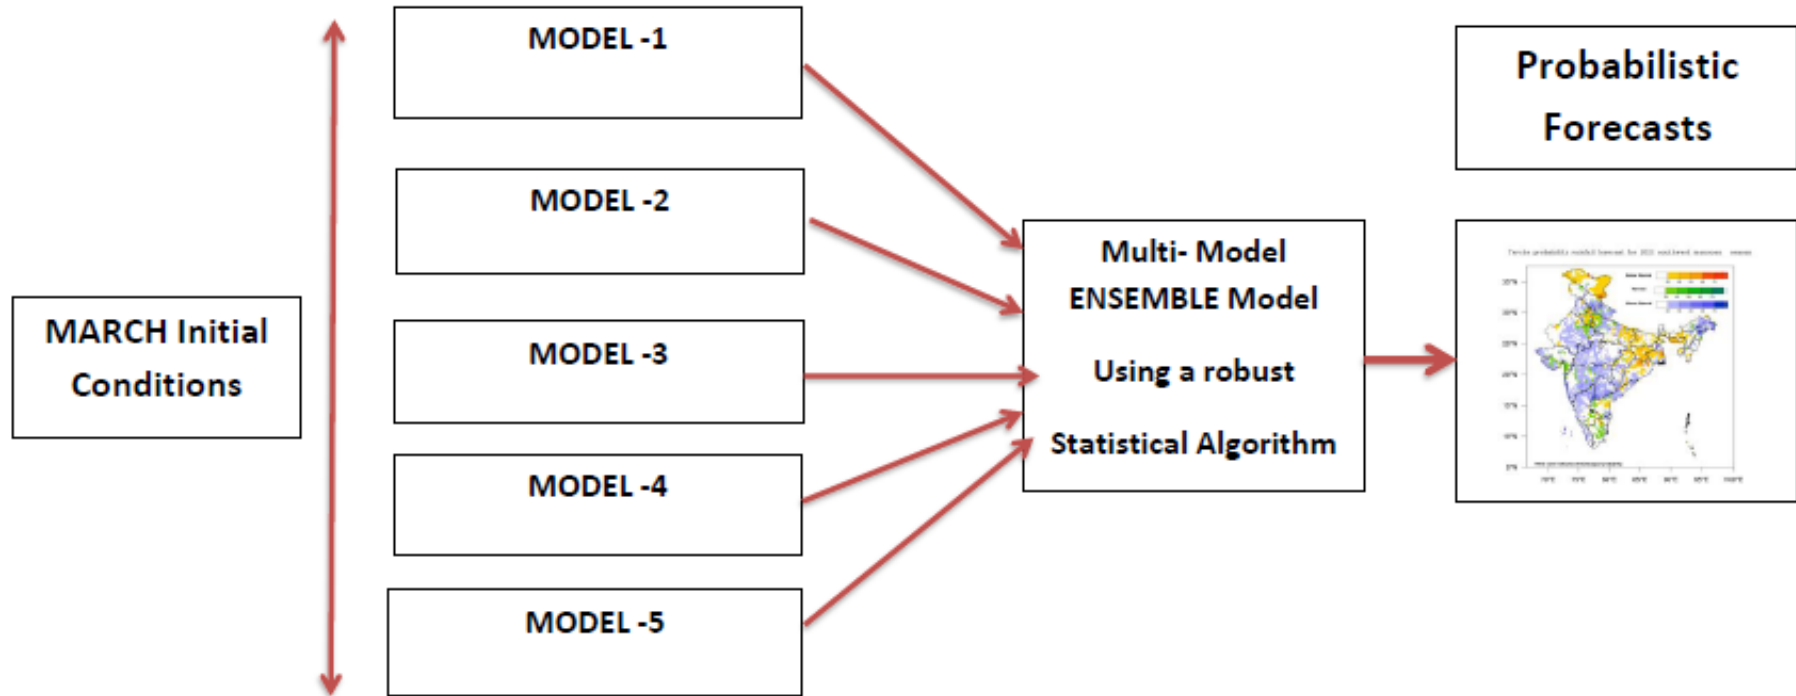 MARCH Initial
Conditions
MODEL -1
MODEL -2
MODEL -3
MODEL -4
MODEL -5
Multi- Model
ENSEMBLE Model
Using a robust
Statistical Algorithm
Probabilistic
Forecasts